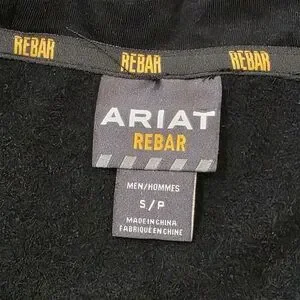 REBAR REBAR REBAR
ARIAT
REBAR
MEN/HOMMES
S/P
MADE IN CHINA
FABRIQUÉ EN CHINE